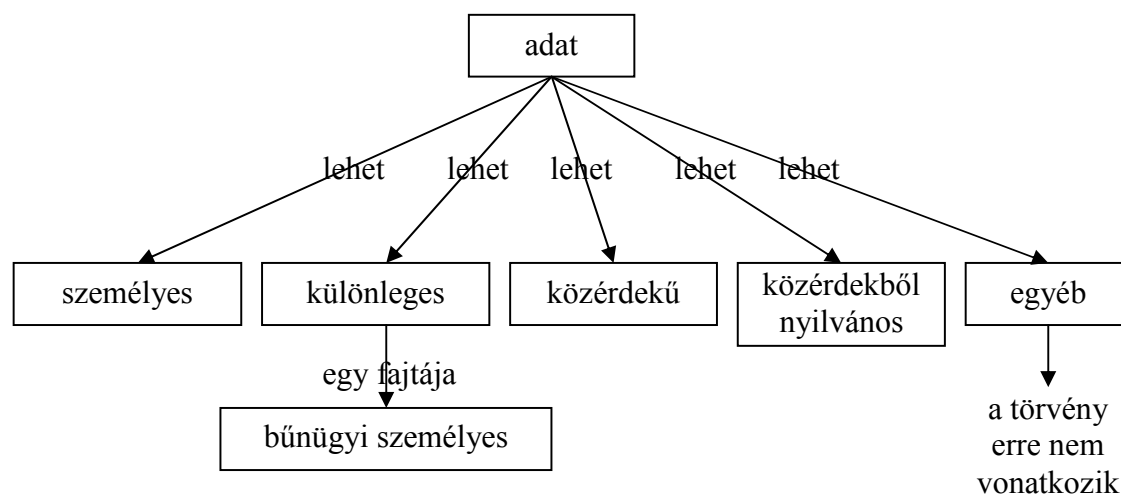 adat
lehet lehet lehet lehet lehet
személyes
különleges
közérdekű
közérdekből
nyilvános
egyéb
egy fajtája
bűnügyi személyes
a törvény
erre nem
vonatkozik